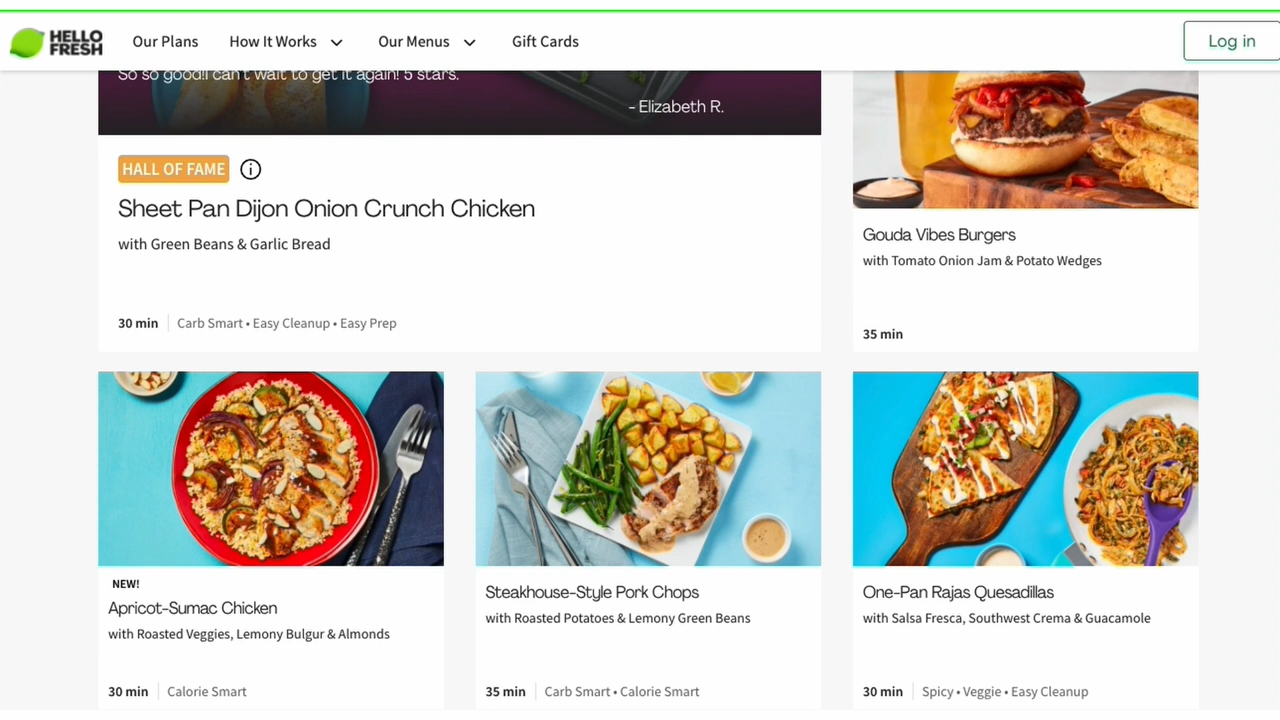 HELLO
FRESH
Our Plans
How It Works
Our Menus
Gift Cards
Log in
So so good!I can't wait to get it again! 5 stars.
- Elizabeth R.
HALL OF FAME
Sheet Pan Dijon Onion Crunch Chicken
with Green Beans & Garlic Bread
30 min
Carb Smart • Easy Cleanup • Easy Prep
Gouda Vibes Burgers
with Tomato Onion Jam & Potato Wedges
35 min
NEW!
Apricot-Sumac Chicken
with Roasted Veggies, Lemony Bulgur & Almonds
30 min
Calorie Smart
Steakhouse-Style Pork Chops
with Roasted Potatoes & Lemony Green Beans
35 min
Carb Smart • Calorie Smart
One-Pan Rajas Quesadillas
with Salsa Fresca, Southwest Crema & Guacamole
30 min
Spicy • Veggie • Easy Cleanup